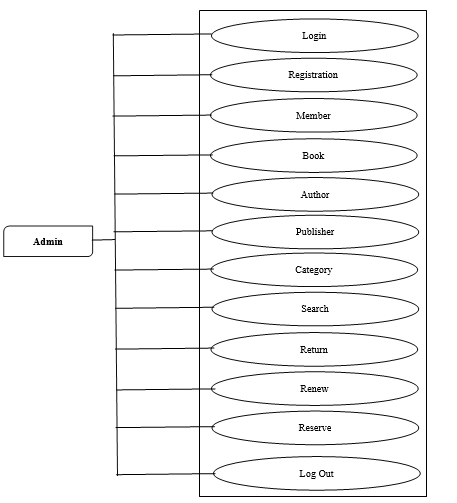 Login
Registration
Member
Book
Author
Publisher
Admin
Category
Search
Return
Renew
Reserve
Log Out